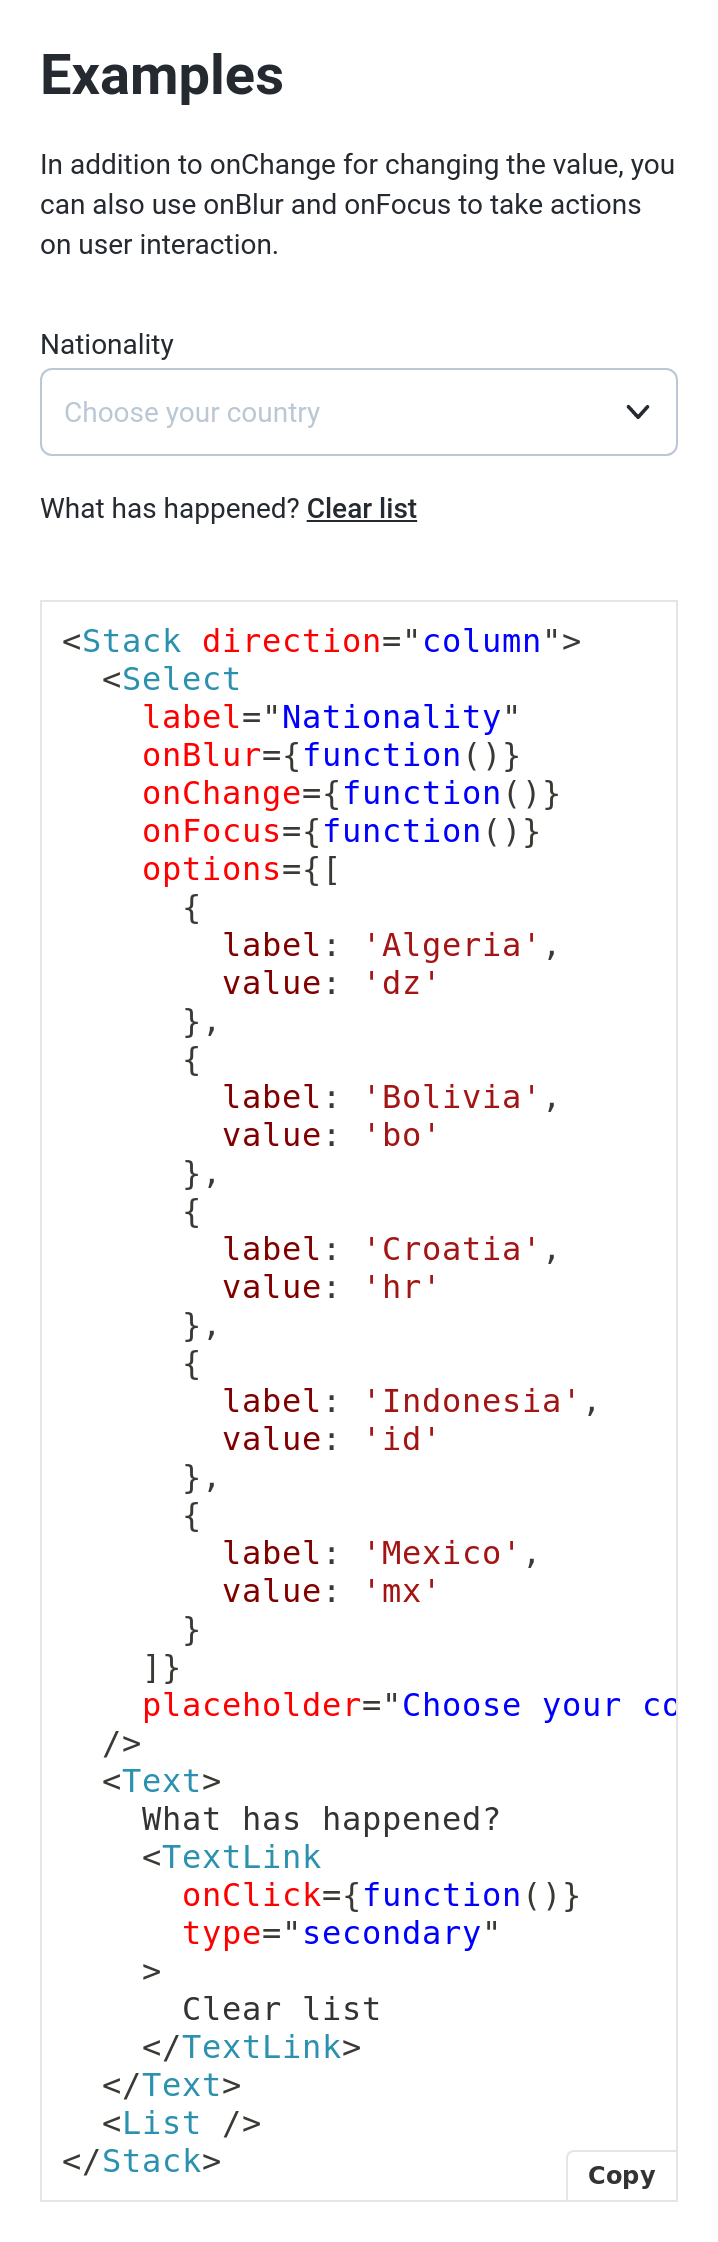 Examples
In addition to onChange for changing the value, you
can also use onBlur and onFocus to take actions
on user interaction.
Nationality
Choose your country
What has happened? Clear list
<Stack direction="column">
  <Select
    label="Nationality"
    onBlur={function()}
    onChange={function()}
    onFocus={function()}
    options={[
      {
        label: 'Algeria',
        value: 'dz'
      },
      {
        label: 'Bolivia',
        value: 'bo'
      },
      {
        label: 'Croatia',
        value: 'hr'
      },
      {
        label: 'Indonesia',
        value: 'id'
      },
      {
        label: 'Mexico',
        value: 'mx'
      }
    ]}
    placeholder="Choose your co
  />
  <Text>
    What has happened?
    <TextLink
      onClick={function()}
      type="secondary"
    >
      Clear list
    </TextLink>
  </Text>
  <List />
</Stack>
Copy